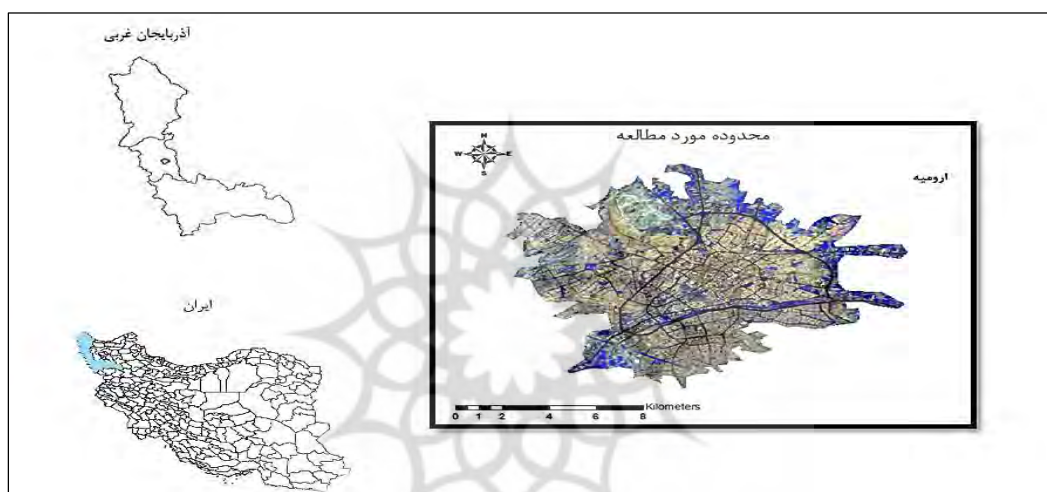 آذربایجان غربی
ایران
محدوده مورد مطالعه
ارومیه
N
W E
S
0 1 2 4 6 8 Kilometers